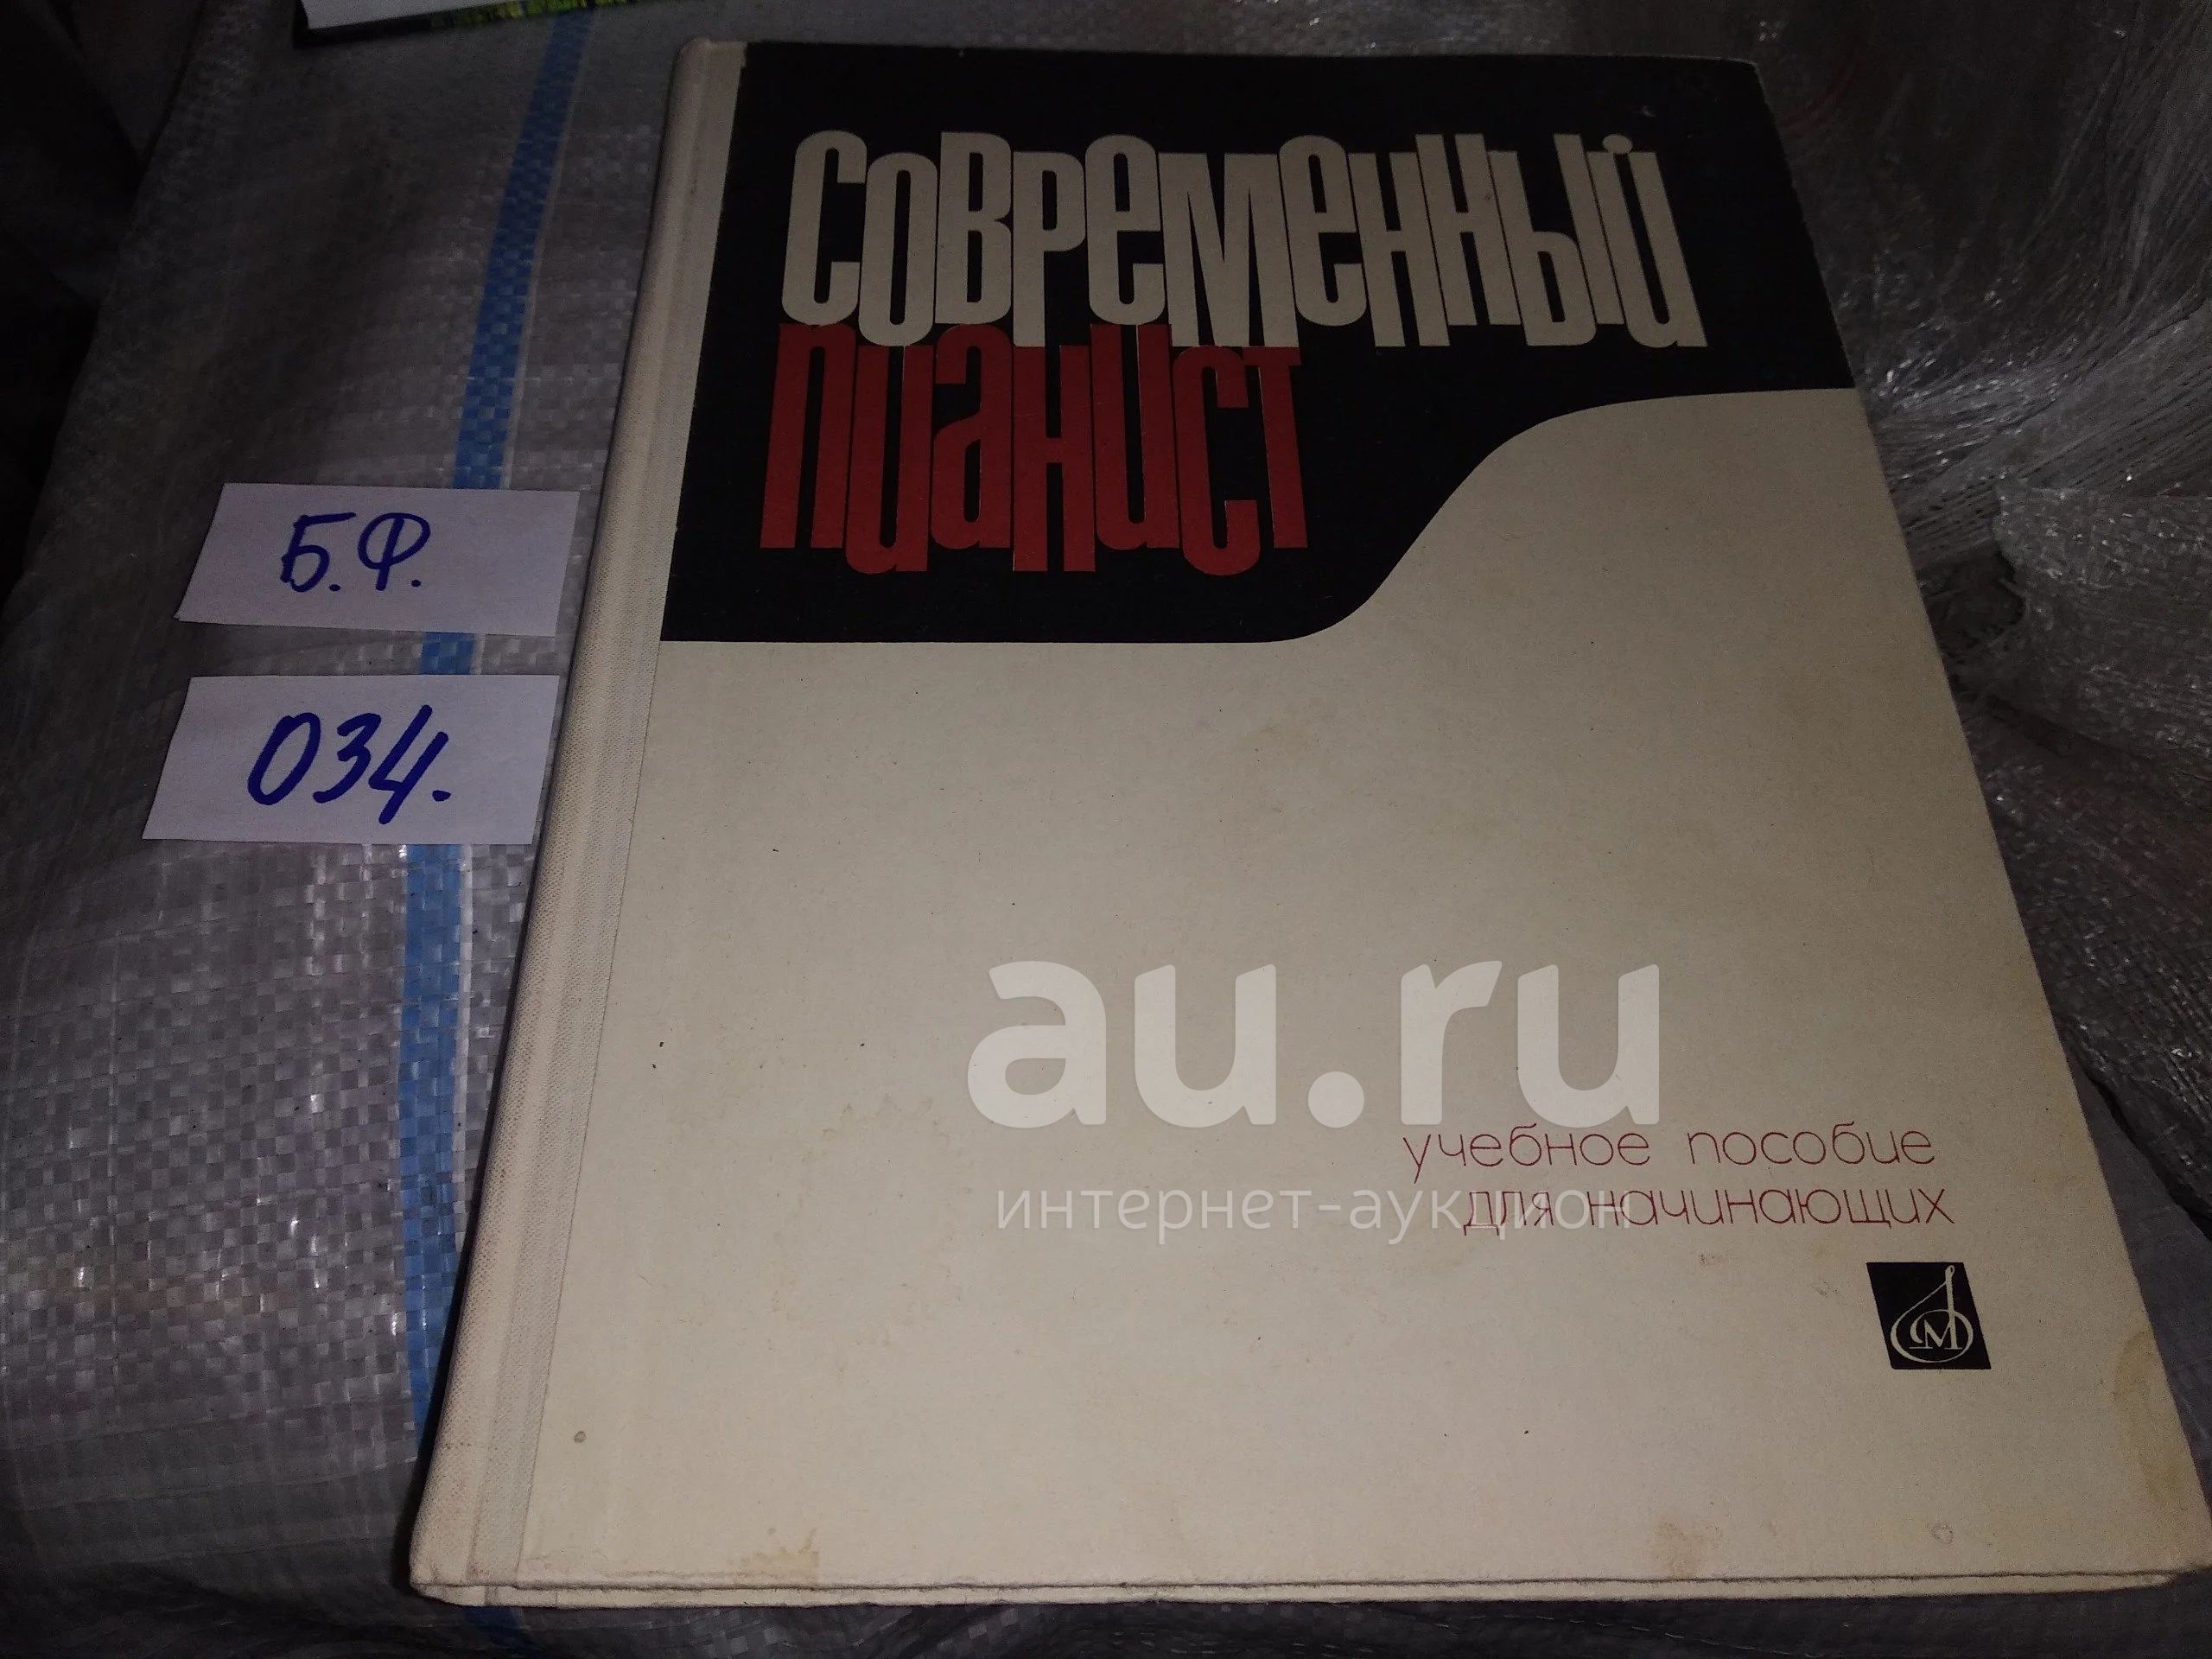 современный
пианист
Б.Ф.
034.
au.ru
учебное пособие
интернет-аукцион
для начинающих
М